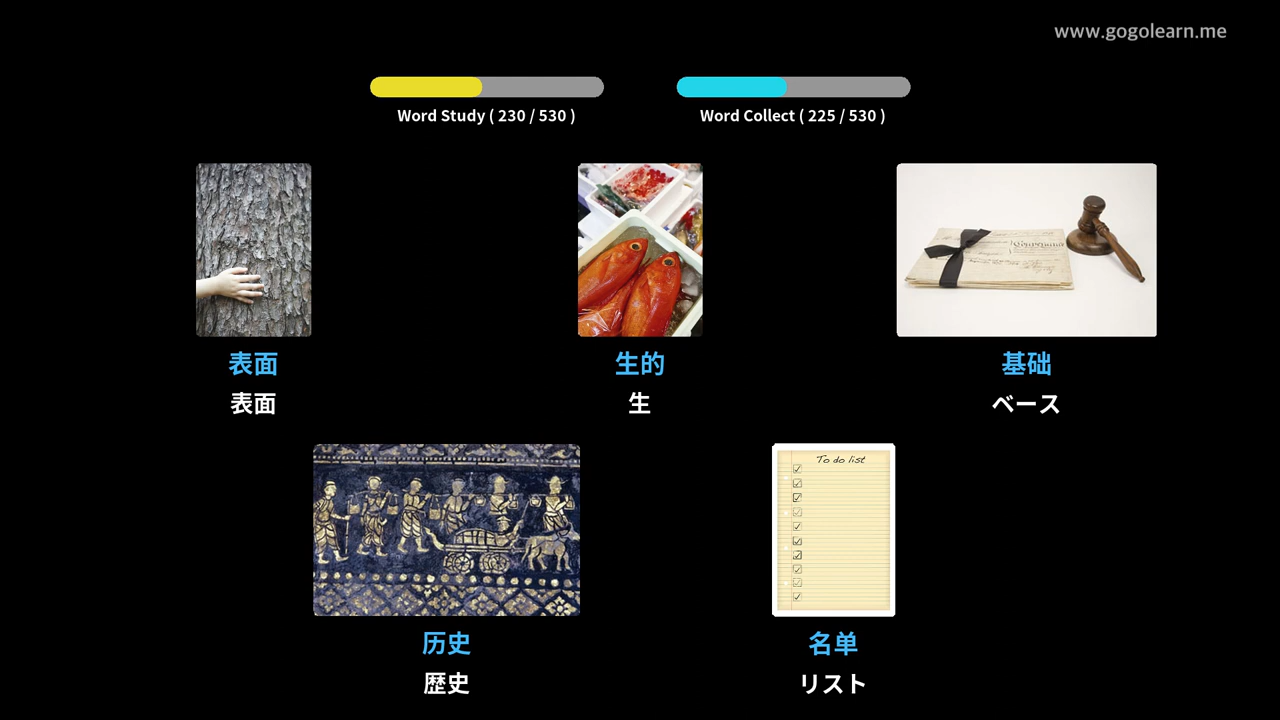 www.gogolearn.me
Word Study ( 230 / 530 )
Word Collect ( 225 / 530 )
表面
表面
生的
生
基础
ベース
历史
歴史
To do list
名单
リスト